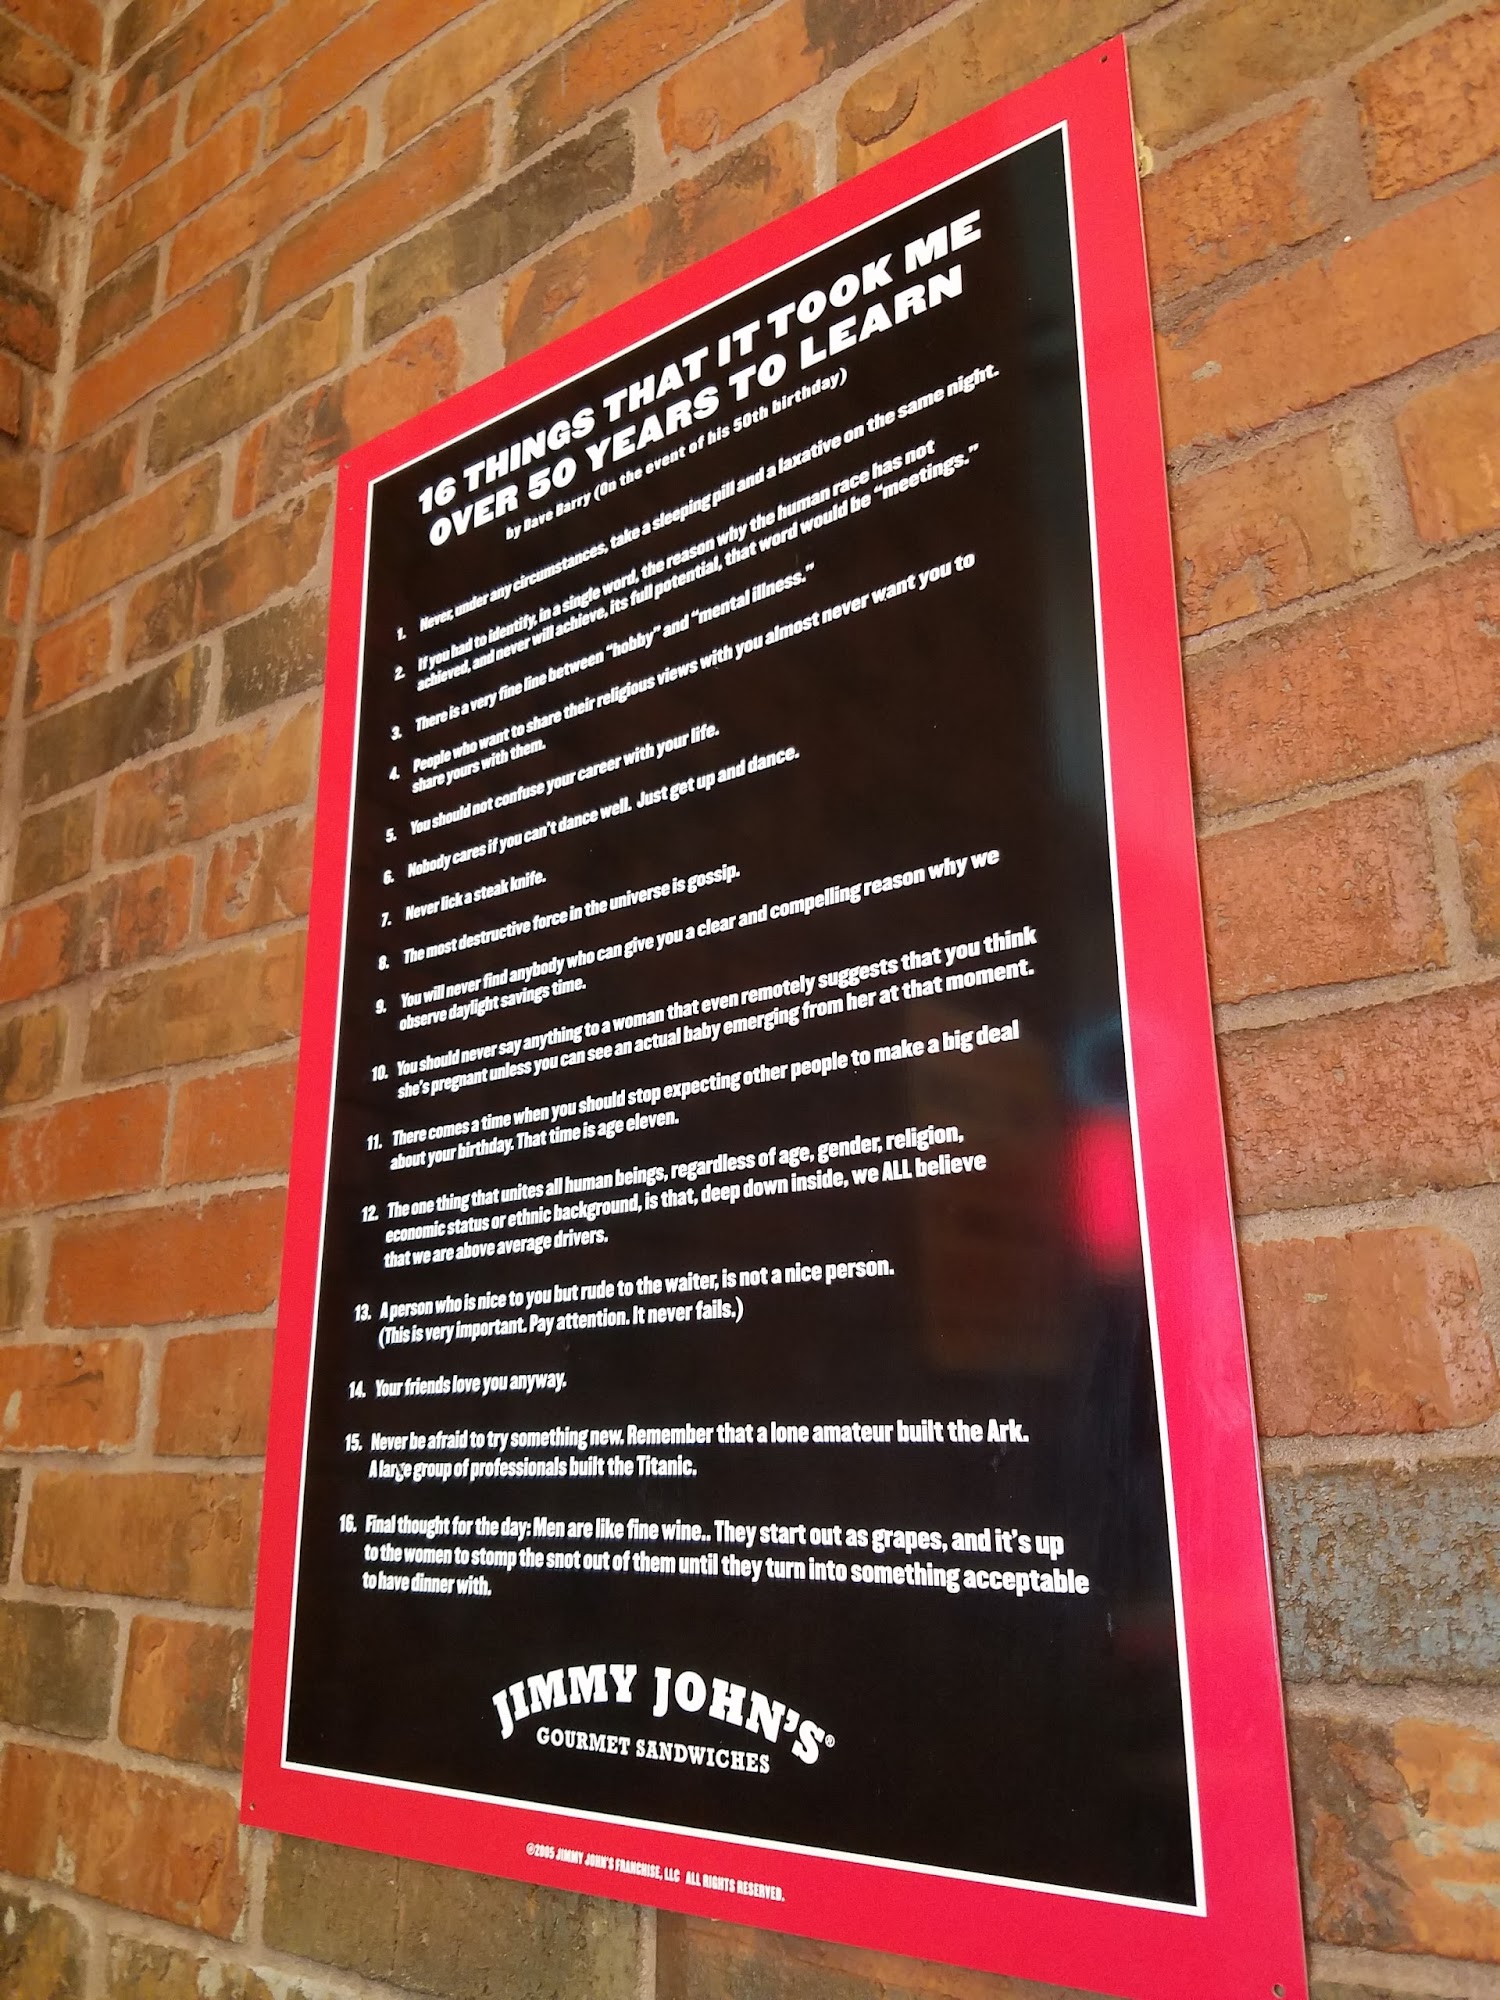 16 THINGS THAT IT TOOK ME
OVER 50 YEARS TO LEARN
by Dave Barry (On the event of his 50th birthday)
1. Never, under any circumstances, take a sleeping pill and a laxative on the same night.
2. If you had to identify, in a single word, the reason why the human race has not
achieved, and never will achieve, its full potential, that word would be “meetings.”
3. There is a very fine line between “hobby” and “mental illness.”
4. People who want to share their religious views with you almost never want you to
share yours with them.
5. You should not confuse your career with your life.
6. Nobody cares if you can't dance well. Just get up and dance.
7. Never lick a steak knife.
8. The most destructive force in the universe is gossip.
9. You will never find anybody who can give you a clear and compelling reason why we
observe daylight savings time.
10. You should never say anything to a woman that even remotely suggests that you think
she's pregnant unless you can see an actual baby emerging from her at that moment.
11. There comes a time when you should stop expecting other people to make a big deal
about your birthday. That time is age eleven.
12. The one thing that unites all human beings, regardless of age, gender, religion,
economic status or ethnic background, is that, deep down inside, we ALL believe
that we are above average drivers.
13. A person who is nice to you but rude to the waiter, is not a nice person.
(This is very important. Pay attention. It never fails.)
14. Your friends love you anyway.
15. Never be afraid to try something new. Remember that a lone amateur built the Ark.
A large group of professionals built the Titanic.
16. Final thought for the day: Men are like fine wine.. They start out as grapes, and it's up
to the women to stomp the snot out of them until they turn into something acceptable
to have dinner with.
JIMMY JOHN'S®
GOURMET SANDWICHES
©2005 JIMMY JOHN'S FRANCHISE, LLC ALL RIGHTS RESERVED.